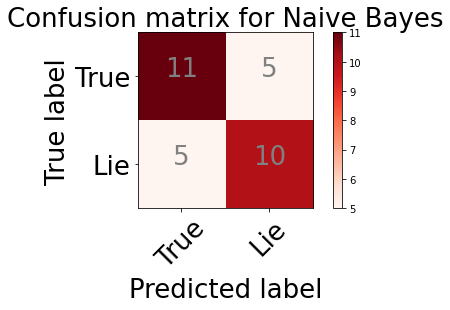 Confusion matrix for Naive Bayes
True label
True
11
5
Lie
5
10
True
Lie
Predicted label
11
10
9
8
7
6
5